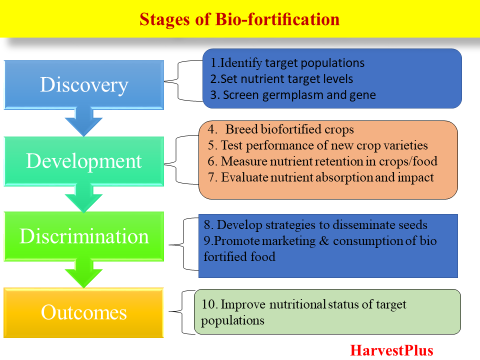 Stages of Bio-fortification
Discovery
1.Identify target populations
2.Set nutrient target levels
3. Screen germplasm and gene
Development
4. Breed biofortified crops
5. Test performance of new crop varieties
6. Measure nutrient retention in crops/food
7. Evaluate nutrient absorption and impact
Discrimination
8. Develop strategies to disseminate seeds
9.Promote marketing & consumption of bio
fortified food
Outcomes
10. Improve nutritional status of target
populations
HarvestPlus